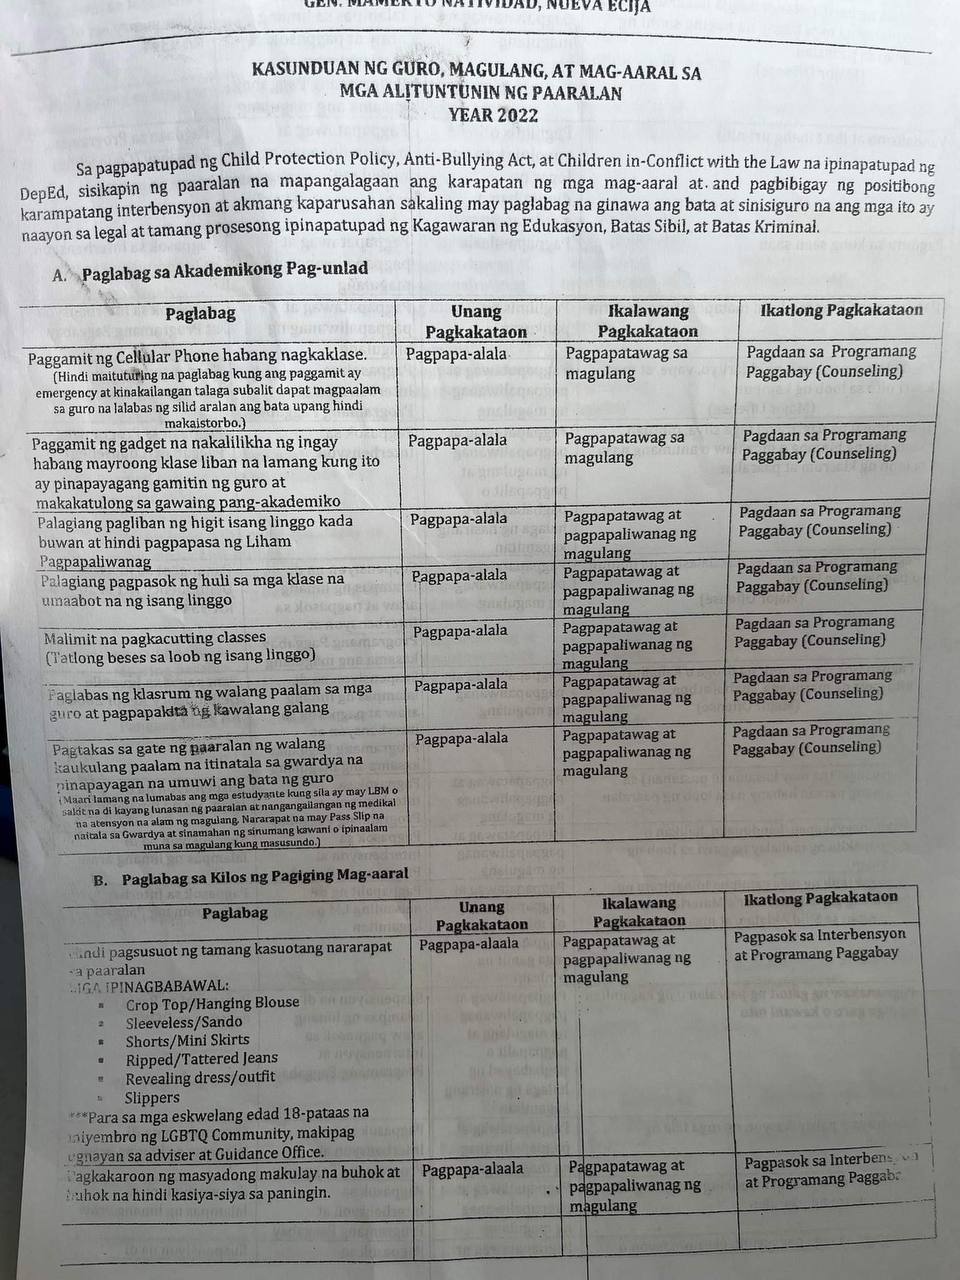 GEN. MAMERTO NATIVIDAD, NUEVA ECIJA
KASUNDUAN NG GURO, MAGULANG, AT MAG-AARAL SA
MGA ALITUNTUNIN NG PAARALAN
YEAR 2022
Sa pagpapatupad ng Child Protection Policy, Anti-Bullying Act, at Children in-Conflict with the Law na ipinapatupad ng
DepEd, sisikapin ng paaralan na mapangalagaan ang karapatan ng mga mag-aaral at and pagbibigay ng positibong
karampatang interbensyon at akmang kaparusahan sakaling may paglabag na ginawa ang bata at sinisiguro na ang mga ito ay
naayon sa legal at tamang prosesong ipinapatupad ng Kagawaran ng Edukasyon, Batas Sibil, at Batas Kriminal.
A. Paglabag sa Akademikong Pag-unlad
Paglabag
Unang
Pagkakataon
Ikalawang
Pagkakataon
Ikatlong Pagkakataon
Paggamit ng Cellular Phone habang nagkaklase.
(Hindi maituturing na paglabag kung ang paggamit ay
emergency at kinakailangan talaga subalit dapat magpaalam
sa guro na lalabas ng silid aralan ang bata upang hindi
makaistorbo.)
Pagpapa-alala
Pagpapatawag sa
magulang
Pagdaan sa Programang
Paggabay (Counseling)
Paggamit ng gadget na nakalilikha ng ingay
habang mayroong klase liban na lamang kung ito
ay pinapayagang gamitin ng guro at
makakatulong sa gawaing pang-akademiko
Pagpapa-alala
Pagpapatawag sa
magulang
Pagdaan sa Programang
Paggabay (Counseling)
Palagiang pagliban ng higit isang linggo kada
buwan at hindi pagpapasa ng Liham
Pagpapaliwanag
Pagpapa-alala
Pagpapatawag at
pagpapaliwanag ng
magulang
Pagdaan sa Programang
Paggabay (Counseling)
Palagiang pagpasok ng huli sa mga klase na
umaabot na ng isang linggo
Pagpapa-alala
Pagpapatawag at
pagpapaliwanag ng
magulang
Pagdaan sa Programang
Paggabay (Counseling)
Malimit na pagkacutting classes
(Tatlong beses sa loob ng isang linggo)
Pagpapa-alala
Pagpapatawag at
pagpapaliwanag ng
magulang
Pagdaan sa Programang
Paggabay (Counseling)
Paglabas ng klasrum ng walang paalam sa mga
guro at pagpapakita ng kawalang galang
Pagpapa-alala
Pagpapatawag at
pagpapaliwanag ng
magulang
Pagdaan sa Programang
Paggabay (Counseling)
Pagtakas sa gate ng paaralan ng walang
kaukulang paalam na itinatala sa gwardya na
pinapayagan na umuwi ang bata ng guro
(Maari lamang na lumabas ang mga estudyante kung sila ay may LBM o
sakit na di kayang lunasan ng paaralan at nangangailangan ng medikal
na atensyon na alam ng magulang. Nararapat na may Pass Slip na
naitala sa Gwardya at sinamahan ng sinumang kawani o ipinaalam
muna sa magulang kung masusundo.)
Pagpapa-alala
Pagpapatawag at
pagpapaliwanag ng
magulang
Pagdaan sa Programang
Paggabay (Counseling)
B. Paglabag sa Kilos ng Pagiging Mag-aaral
Paglabag
Unang
Pagkakataon
Ikalawang
Pagkakataon
Ikatlong Pagkakataon
Hindi pagsusuot ng tamang kasuotang nararapat
sa paaralan
MGA IPINAGBABAWAL:
▪ Crop Top/Hanging Blouse
▪ Sleeveless/Sando
▪ Shorts/Mini Skirts
▪ Ripped/Tattered Jeans
▪ Revealing dress/outfit
▪ Slippers
***Para sa mga eskwelang edad 18-pataas na
miyembro ng LGBTQ Community, makipag
ugnayan sa adviser at Guidance Office.
Pagpapa-alaala
Pagpapatawag at
pagpapaliwanag ng
magulang
Pagpasok sa Interbensyon
at Programang Paggabay
Pagkakaroon ng masyadong makulay na buhok at
buhok na hindi kasiya-siya sa paningin.
Pagpapa-alaala
Pagpapatawag at
pagpapaliwanag ng
magulang
Pagpasok sa Interbensyon
at Programang Paggabay